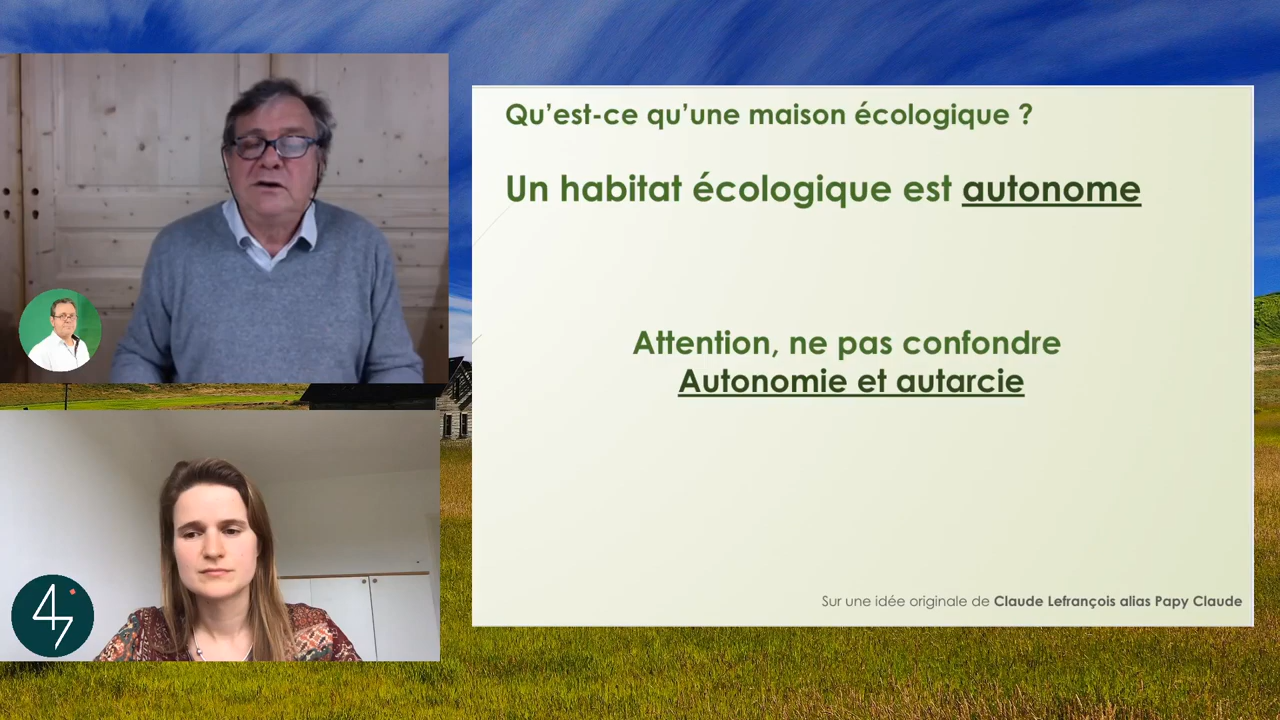 Qu'est-ce qu'une maison écologique ?
Un habitat écologique est autonome
Attention, ne pas confondre
Autonomie et autarcie
Sur une idée originale de Claude Lefrançois alias Papy Claude
47